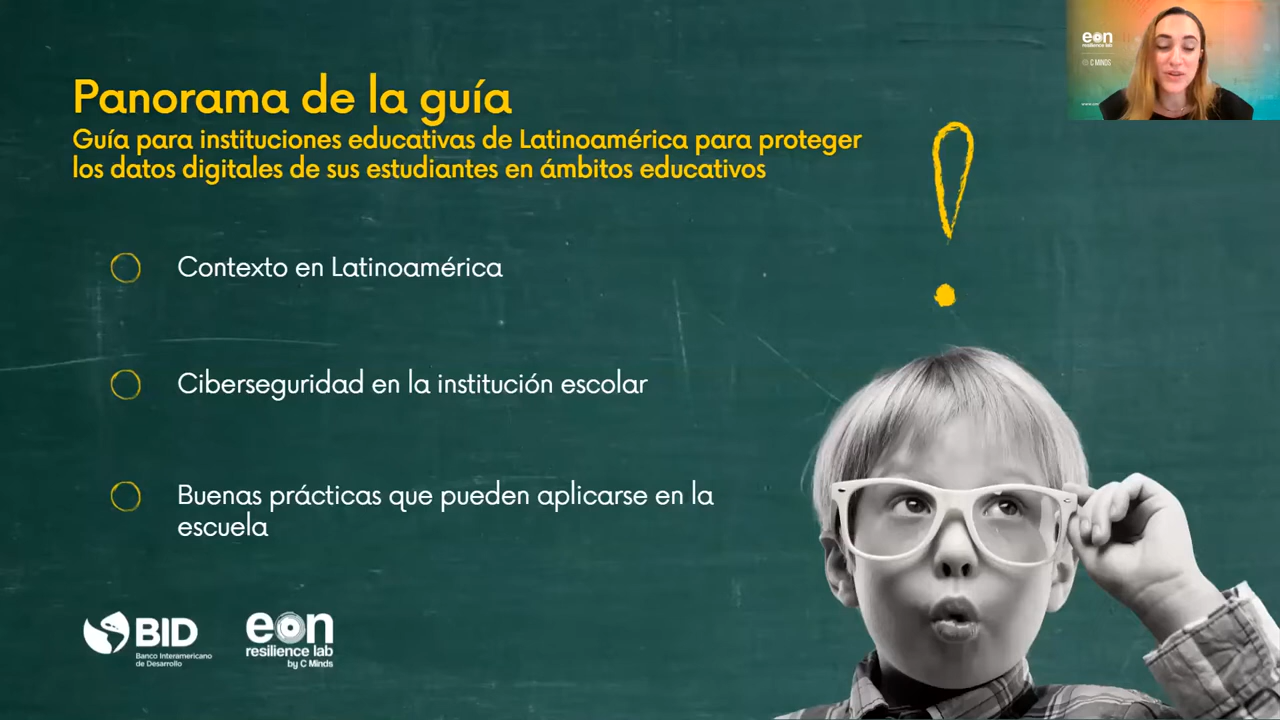 Panorama de la guía
Guía para instituciones educativas de Latinoamérica para proteger
los datos digitales de sus estudiantes en ámbitos educativos
Contexto en Latinoamérica
Ciberseguridad en la institución escolar
Buenas prácticas que pueden aplicarse en la
escuela
BID
Banco Interamericano
de Desarrollo
eon
resilience lab
by C Minds
eon
resilience lab
C MINDS